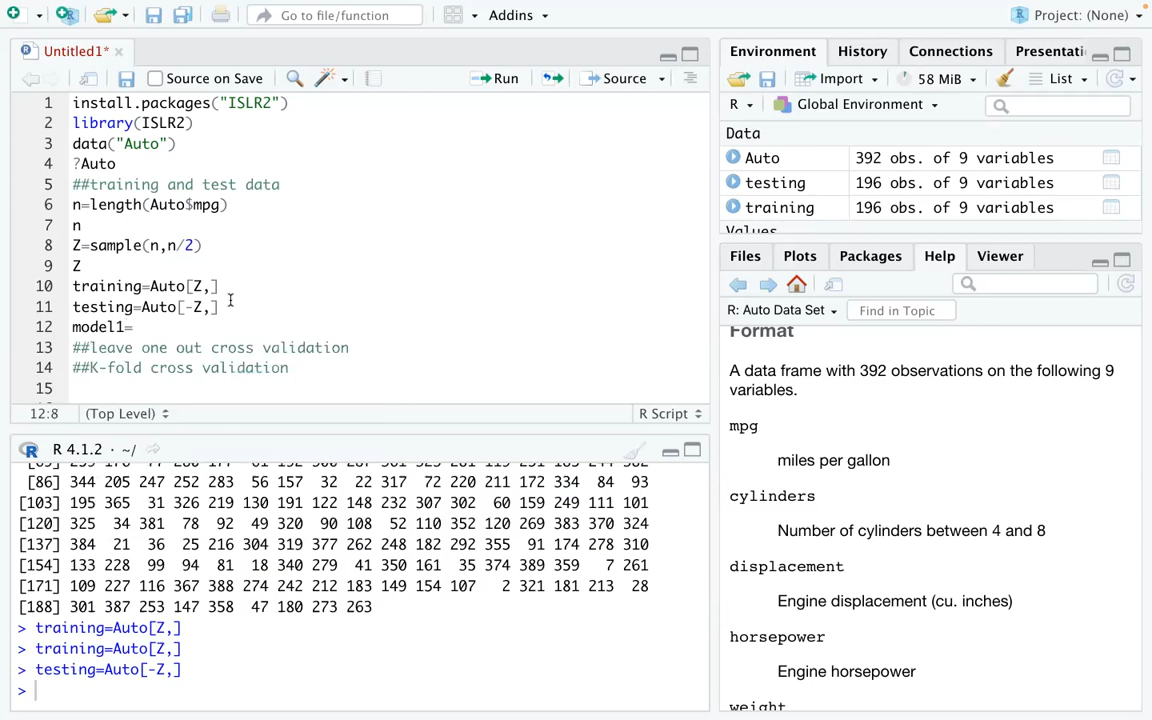 Go to file/function
Addins
Project: (None)
Untitled1*
Source on Save
Run
Source
1 install.packages("ISLR2")
2 library(ISLR2)
3 data("Auto")
4 ?Auto
5 ##training and test data
6 n=length(Auto$mpg)
7 n
8 Z=sample(n,n/2)
9 Z
10 training=Auto[Z,]
11 testing=Auto[-Z,]
12 model1=
13 ##leave one out cross validation
14 ##K-fold cross validation
15
12:8 (Top Level) R Script
R 4.1.2 · ~/
[86] 344 205 247 252 283 56 157 32 22 317 72 220 211 172 334 84 93
[103] 195 365 31 326 219 130 191 122 148 232 307 302 60 159 249 111 101
[120] 325 34 381 78 92 49 320 90 108 52 110 352 120 269 383 370 324
[137] 384 21 36 25 216 304 319 377 262 248 182 292 355 91 174 278 310
[154] 133 228 99 94 81 18 340 279 41 350 161 35 374 389 359 7 261
[171] 109 227 116 367 388 274 242 212 183 149 154 107 2 321 181 213 28
[188] 301 387 253 147 358 47 180 273 263
> training=Auto[Z,]
> training=Auto[Z,]
> testing=Auto[-Z,]
>
Environment History Connections Presentati
Import 58 MiB List
R Global Environment
Data
Auto 392 obs. of 9 variables
testing 196 obs. of 9 variables
training 196 obs. of 9 variables
Values
Files Plots Packages Help Viewer
R: Auto Data Set Find in Topic
Format
A data frame with 392 observations on the following 9
variables.
mpg
miles per gallon
cylinders
Number of cylinders between 4 and 8
displacement
Engine displacement (cu. inches)
horsepower
Engine horsepower
weight